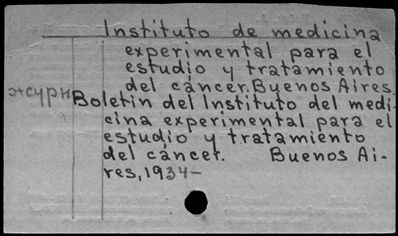 Instituto de medicina
experimental para el
estudio y tratamiento
del cáncer. Buenos Aires.
журн Boletín del Instituto del medi-
cina experimental para el
estudio y tratamiento
del cáncer. Buenos Ai-
res, 1934-